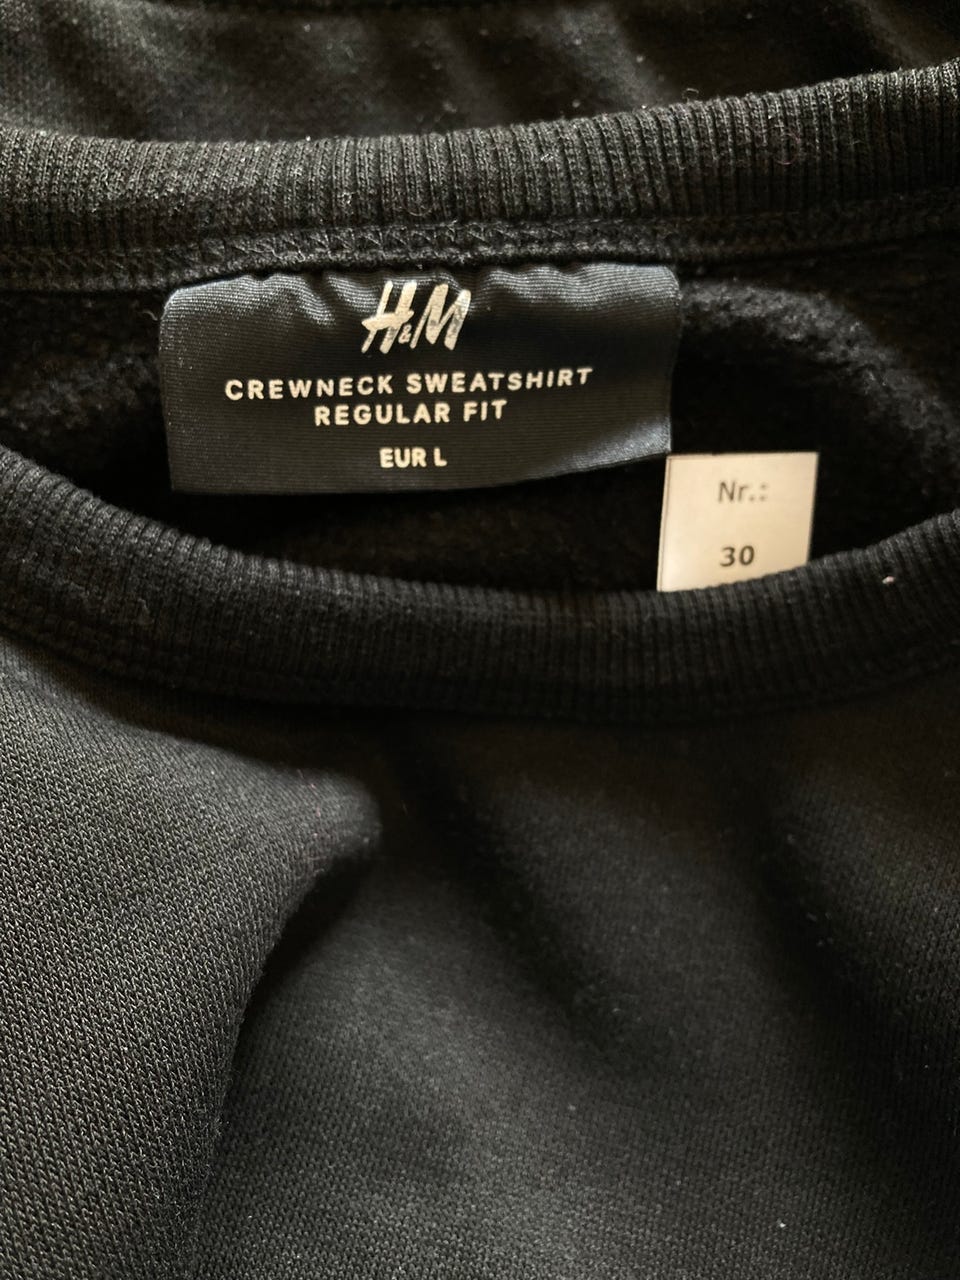 H&M
CREWNECK SWEATSHIRT
REGULAR FIT
EUR L
Nr.:
30